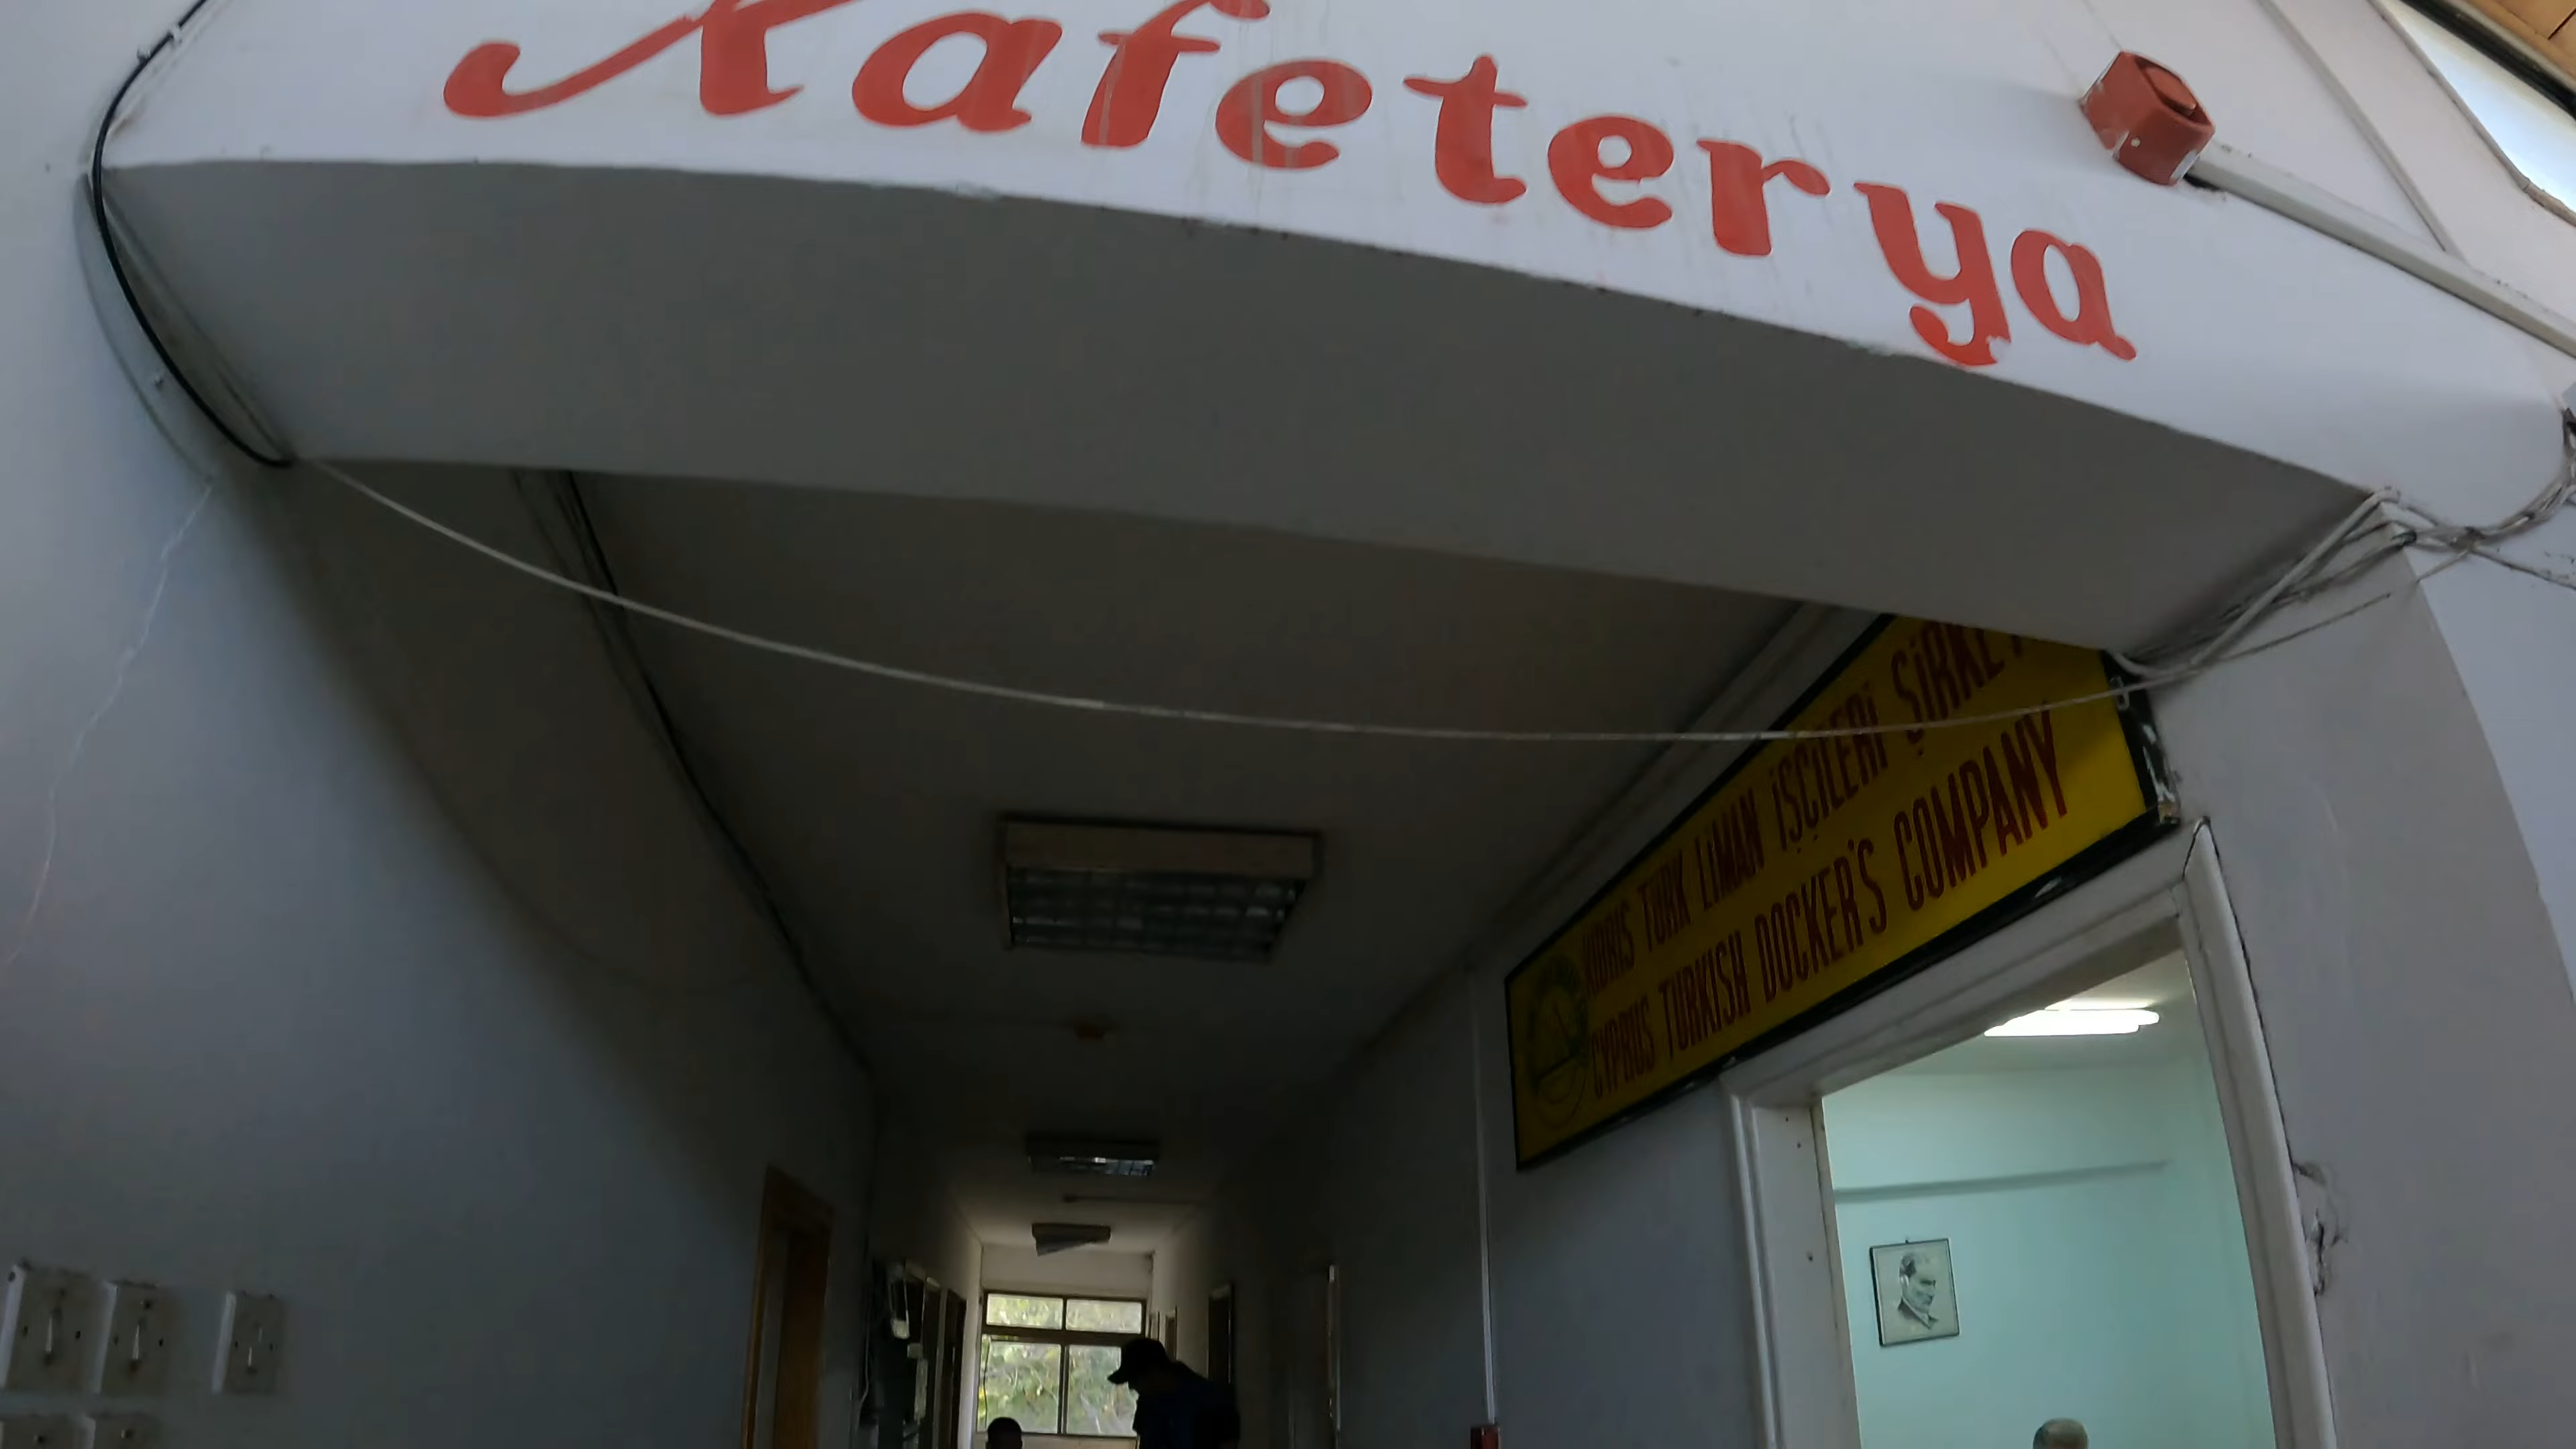 Kafeterya
KIBRIS TÜRK LİMAN İŞÇİLERİ ŞİRKETİ
CYPRUS TURKISH DOCKER'S COMPANY